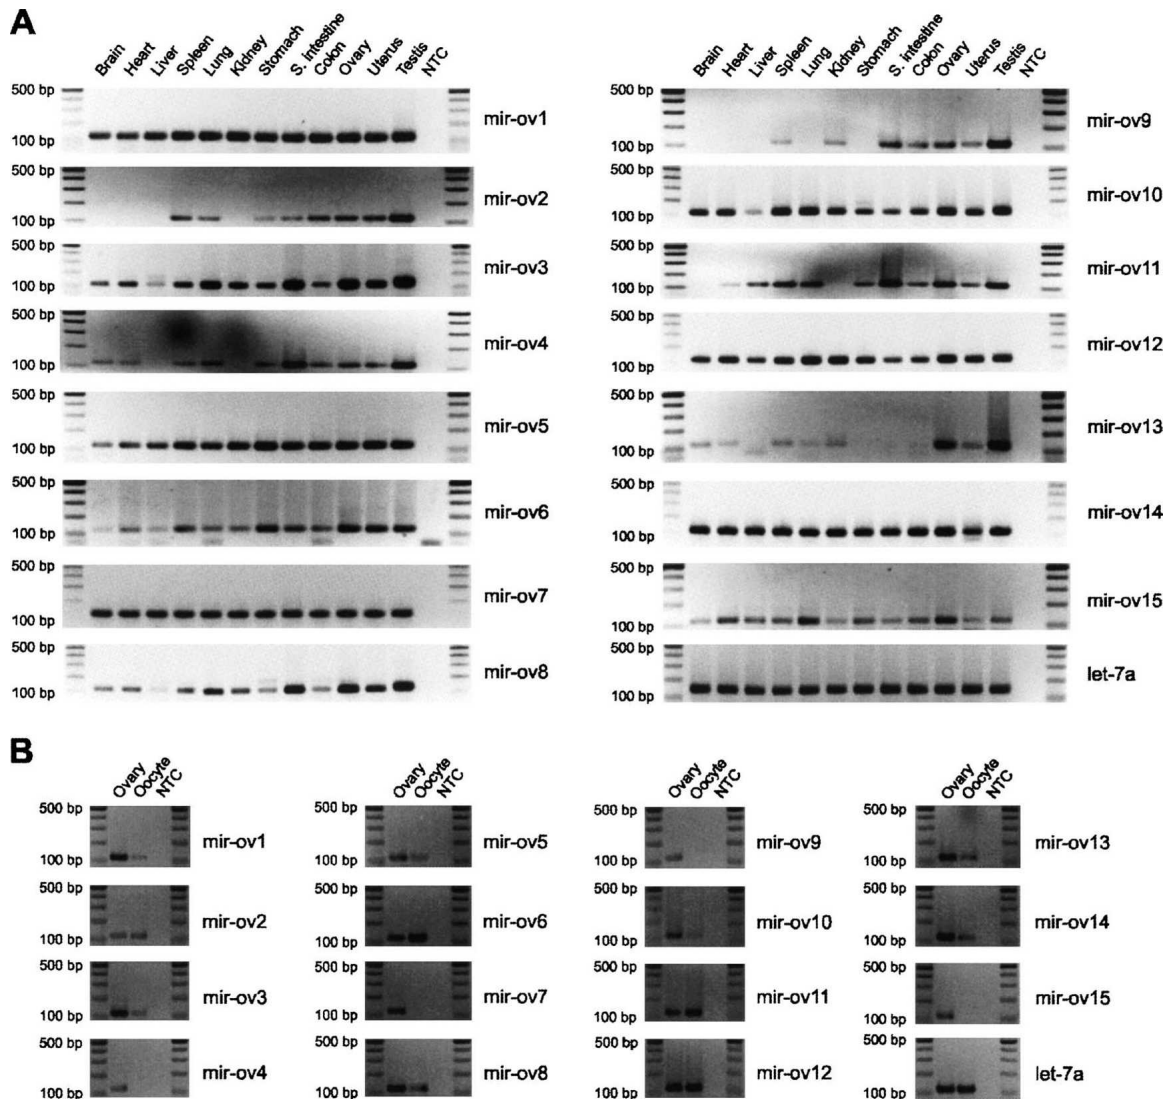 A
Brain Heart Liver Spleen Lung Kidney Stomach S. Intestine Colon Ovary Uterus Testis NTC
500 bp
100 bp
mir-ov1
500 bp
100 bp
mir-ov2
500 bp
100 bp
mir-ov3
500 bp
100 bp
mir-ov4
500 bp
100 bp
mir-ov5
500 bp
100 bp
mir-ov6
500 bp
100 bp
mir-ov7
500 bp
100 bp
mir-ov8
Brain Heart Liver Spleen Lung Kidney Stomach S. Intestine Colon Ovary Uterus Testis NTC
500 bp
100 bp
mir-ov9
500 bp
100 bp
mir-ov10
500 bp
100 bp
mir-ov11
500 bp
100 bp
mir-ov12
500 bp
100 bp
mir-ov13
500 bp
100 bp
mir-ov14
500 bp
100 bp
mir-ov15
500 bp
100 bp
let-7a
B
Ovary Oocyte NTC
500 bp
100 bp
mir-ov1
500 bp
100 bp
mir-ov2
500 bp
100 bp
mir-ov3
500 bp
100 bp
mir-ov4
Ovary Oocyte NTC
500 bp
100 bp
mir-ov5
500 bp
100 bp
mir-ov6
500 bp
100 bp
mir-ov7
500 bp
100 bp
mir-ov8
Ovary Oocyte NTC
500 bp
100 bp
mir-ov9
500 bp
100 bp
mir-ov10
500 bp
100 bp
mir-ov11
500 bp
100 bp
mir-ov12
Ovary Oocyte NTC
500 bp
100 bp
mir-ov13
500 bp
100 bp
mir-ov14
500 bp
100 bp
mir-ov15
500 bp
100 bp
let-7a